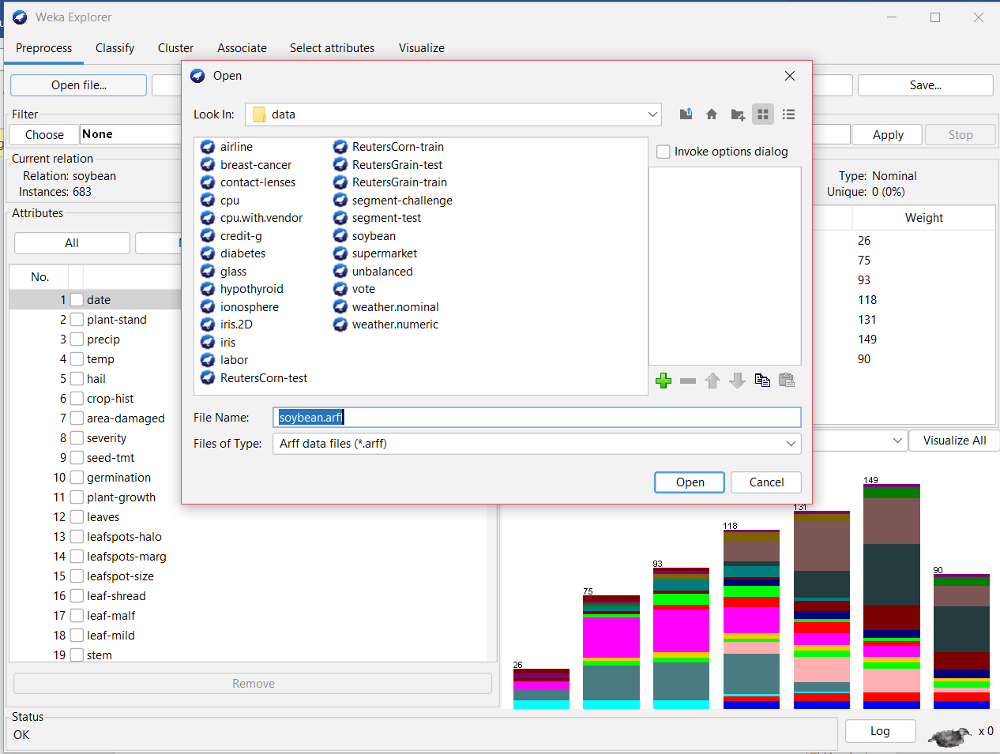 Weka Explorer
Preprocess Classify Cluster Associate Select attributes Visualize
Open file... Save...
Filter
Choose None Apply Stop
Current relation
Relation: soybean
Instances: 683
Type: Nominal
Unique: 0 (0%)
Attributes
All
No.
1 date
2 plant-stand
3 precip
4 temp
5 hail
6 crop-hist
7 area-damaged
8 severity
9 seed-tmt
10 germination
11 plant-growth
12 leaves
13 leafspots-halo
14 leafspots-marg
15 leafspot-size
16 leaf-shread
17 leaf-malf
18 leaf-mild
19 stem
Remove
Open
Look In: data
airline
breast-cancer
contact-lenses
cpu
cpu.with.vendor
credit-g
diabetes
glass
hypothyroid
ionosphere
iris.2D
iris
labor
ReutersCorn-test
ReutersCorn-train
ReutersGrain-test
ReutersGrain-train
segment-challenge
segment-test
soybean
supermarket
unbalanced
vote
weather.nominal
weather.numeric
Invoke options dialog
File Name: soybean.arff
Files of Type: Arff data files (*.arff)
Open Cancel
Weight
26
75
93
118
131
149
90
Visualize All
26
75
93
118
131
149
90
Status
OK
Log x 0